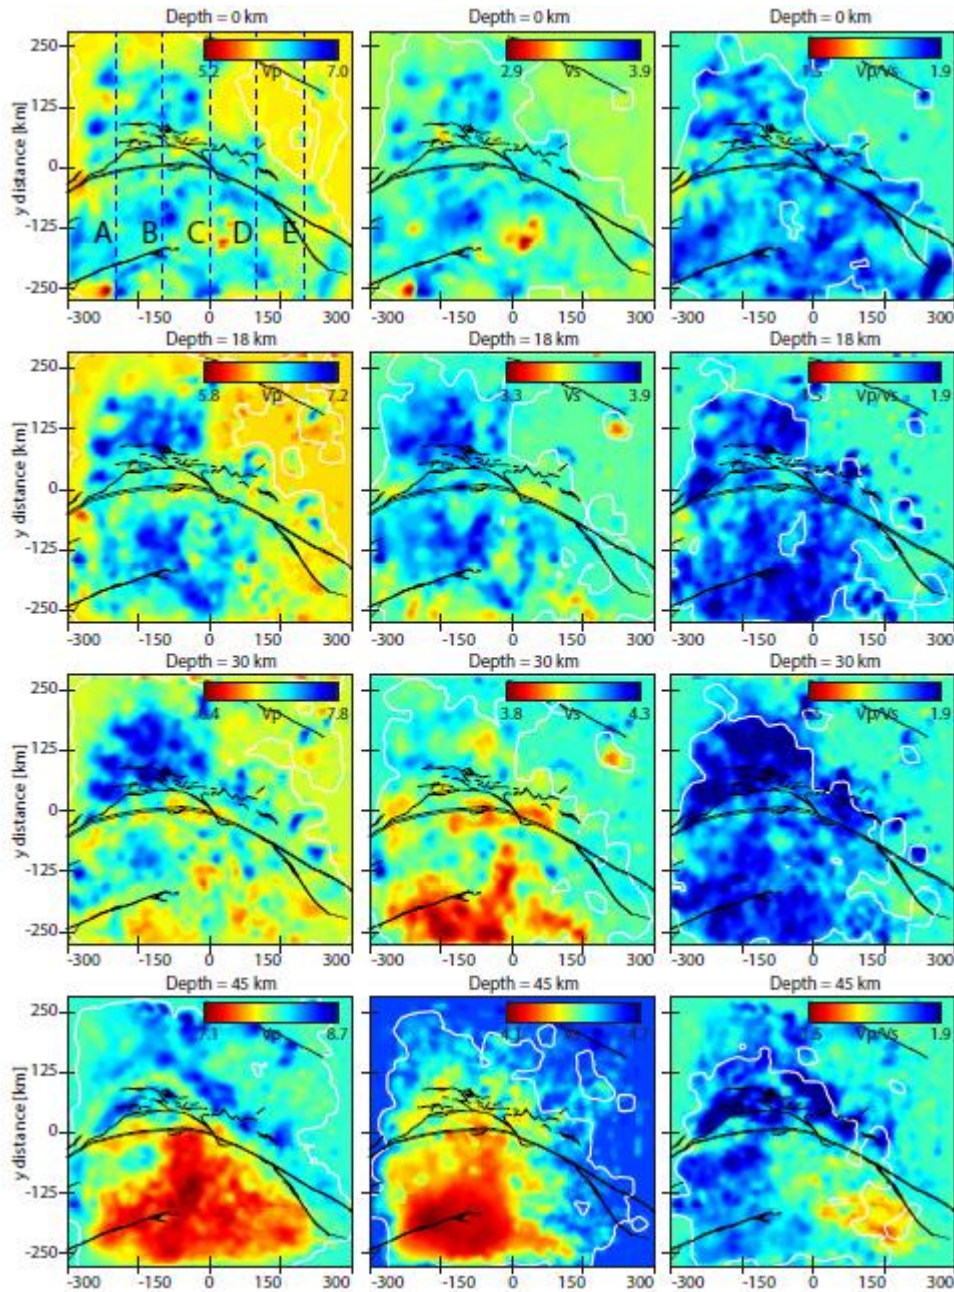 Depth = 0 km Depth = 0 km Depth = 0 km
250 125 0 -125 -250
y distance [km]
5.2 Vp 7.0
2.9 Vs 3.9
Vp/Vs 1.9
A B C D E
-300 -150 0 150 300 -300 -150 0 150 300 -300 -150 0 150 300
Depth = 18 km Depth = 18 km Depth = 18 km
250 125 0 -125 -250
y distance [km]
5.8 Vp 7.2
3.3 Vs 3.9
Vp/Vs 1.9
-300 -150 0 150 300 -300 -150 0 150 300 -300 -150 0 150 300
Depth = 30 km Depth = 30 km Depth = 30 km
250 125 0 -125 -250
y distance [km]
Vp 7.8
3.8 Vs 4.3
Vp/Vs 1.9
-300 -150 0 150 300 -300 -150 0 150 300 -300 -150 0 150 300
Depth = 45 km Depth = 45 km Depth = 45 km
250 125 0 -125 -250
y distance [km]
Vp 8.7
Vp/Vs 1.9
-300 -150 0 150 300 -300 -150 0 150 300 -300 -150 0 150 300